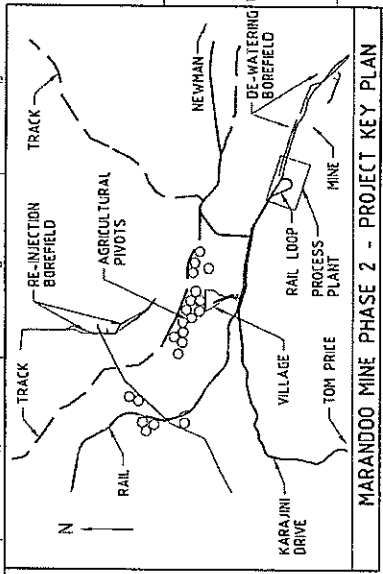 TRACK
RE-INJECTION
BOREFIELD
AGRICULTURAL
PIVOTS
TRACK
NEWMAN
DE-WATERING
BOREFIELD
N
RAIL
VILLAGE
RAIL LOOP
PROCESS
PLANT
MINE
KARAJINI
DRIVE
TOM PRICE
MARANDOO MINE PHASE 2 - PROJECT KEY PLAN